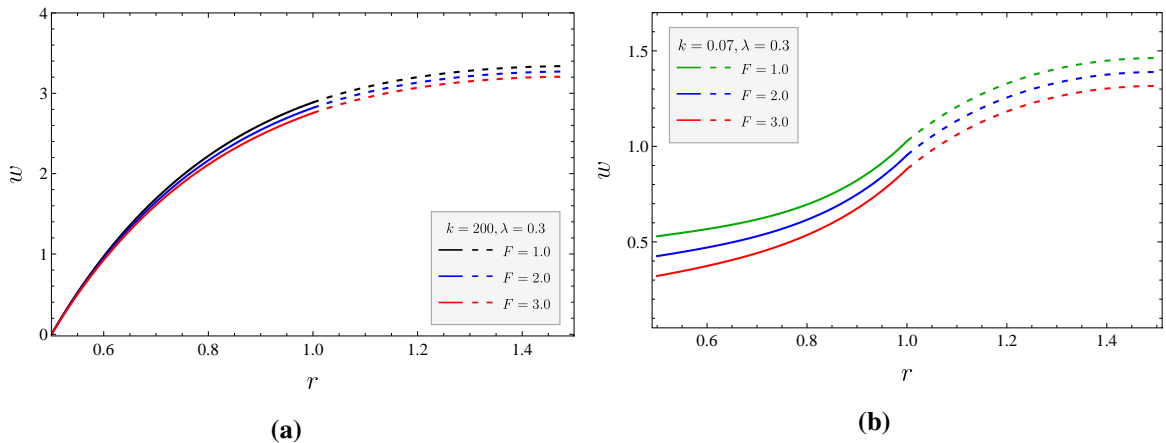 4
3
2
1
0
w
k = 200, λ = 0.3
F = 1.0
F = 2.0
F = 3.0
0.6 0.8 1.0 1.2 1.4
r
(a)
1.5
1.0
0.5
w
k = 0.07, λ = 0.3
F = 1.0
F = 2.0
F = 3.0
0.6 0.8 1.0 1.2 1.4
r
(b)